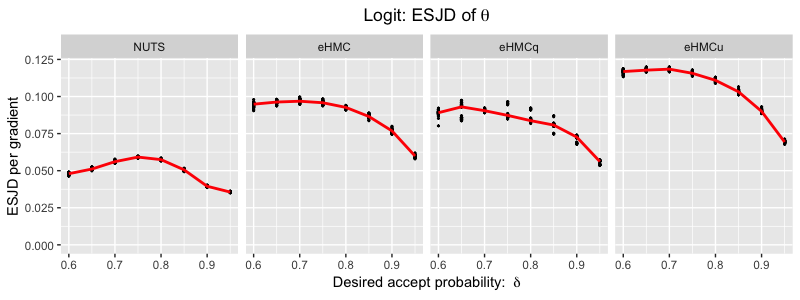 Logit: ESJD of θ
NUTS
eHMC
eHMCq
eHMCu
ESJD per gradient
0.125
0.100
0.075
0.050
0.025
0.000
0.6 0.7 0.8 0.9
0.6 0.7 0.8 0.9
0.6 0.7 0.8 0.9
0.6 0.7 0.8 0.9
Desired accept probability: δ